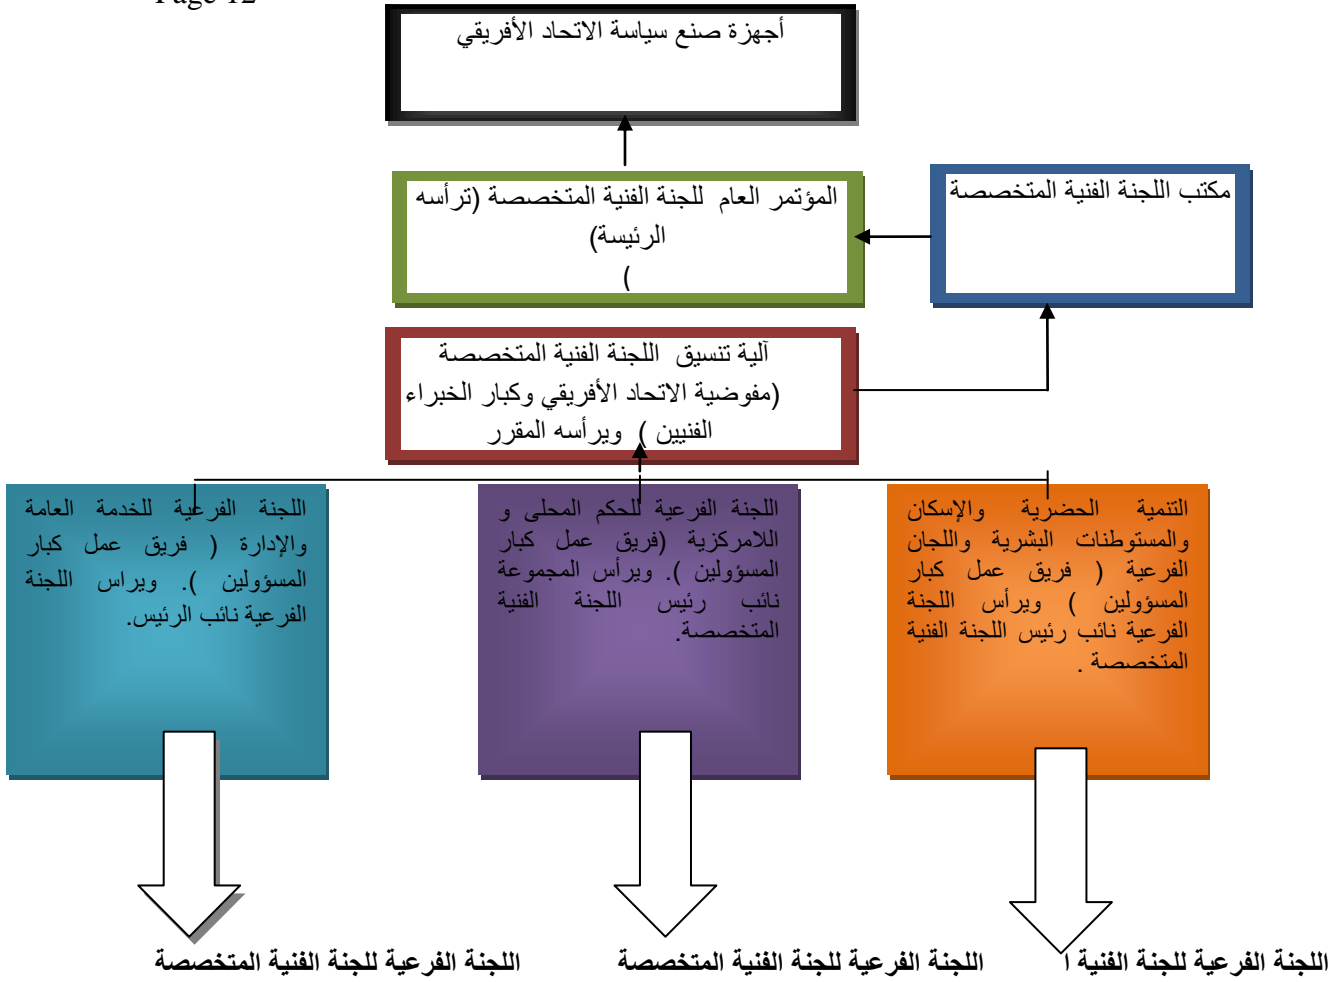 Page 12
أجهزة صنع سياسة الاتحاد الأفريقي
المؤتمر العام للجنة الفنية المتخصصة (ترأسه
الرئيسة)
(
مكتب اللجنة الفنية المتخصصة
آلية تنسيق اللجنة الفنية المتخصصة
(مفوضية الاتحاد الأفريقي وكبار الخبراء
الفنيين ) ويرأسه المقرر
التنمية الحضرية والإسكان
والمستوطنات البشرية واللجان
الفرعية ( فريق عمل كبار
المسؤولين ) ويرأس اللجنة
الفرعية نائب رئيس اللجنة الفنية
المتخصصة .
اللجنة الفرعية للحكم المحلى و
اللامركزية (فريق عمل كبار
المسؤولين ). ويرأس المجموعة
نائب رئيس اللجنة الفنية
المتخصصة.
اللجنة الفرعية للخدمة العامة
والإدارة ( فريق عمل كبار
المسؤولين ). ويراس اللجنة
الفرعية نائب الرئيس.
اللجنة الفرعية للجنة الفنية ا
اللجنة الفرعية للجنة الفنية المتخصصة
اللجنة الفرعية للجنة الفنية المتخصصة